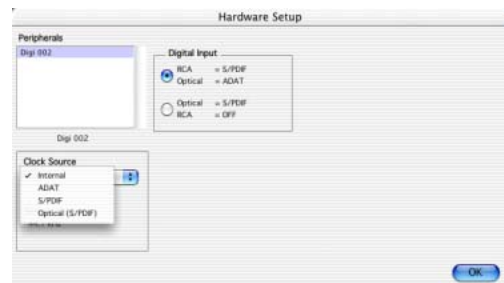 Hardware Setup
Peripherals
Digi 002
Digi 002
Digital Input
RCA = S/PDIF
Optical = ADAT
Optical = S/PDIF
RCA = OFF
Clock Source
✓ Internal
ADAT
S/PDIF
Optical (S/PDIF)
OK